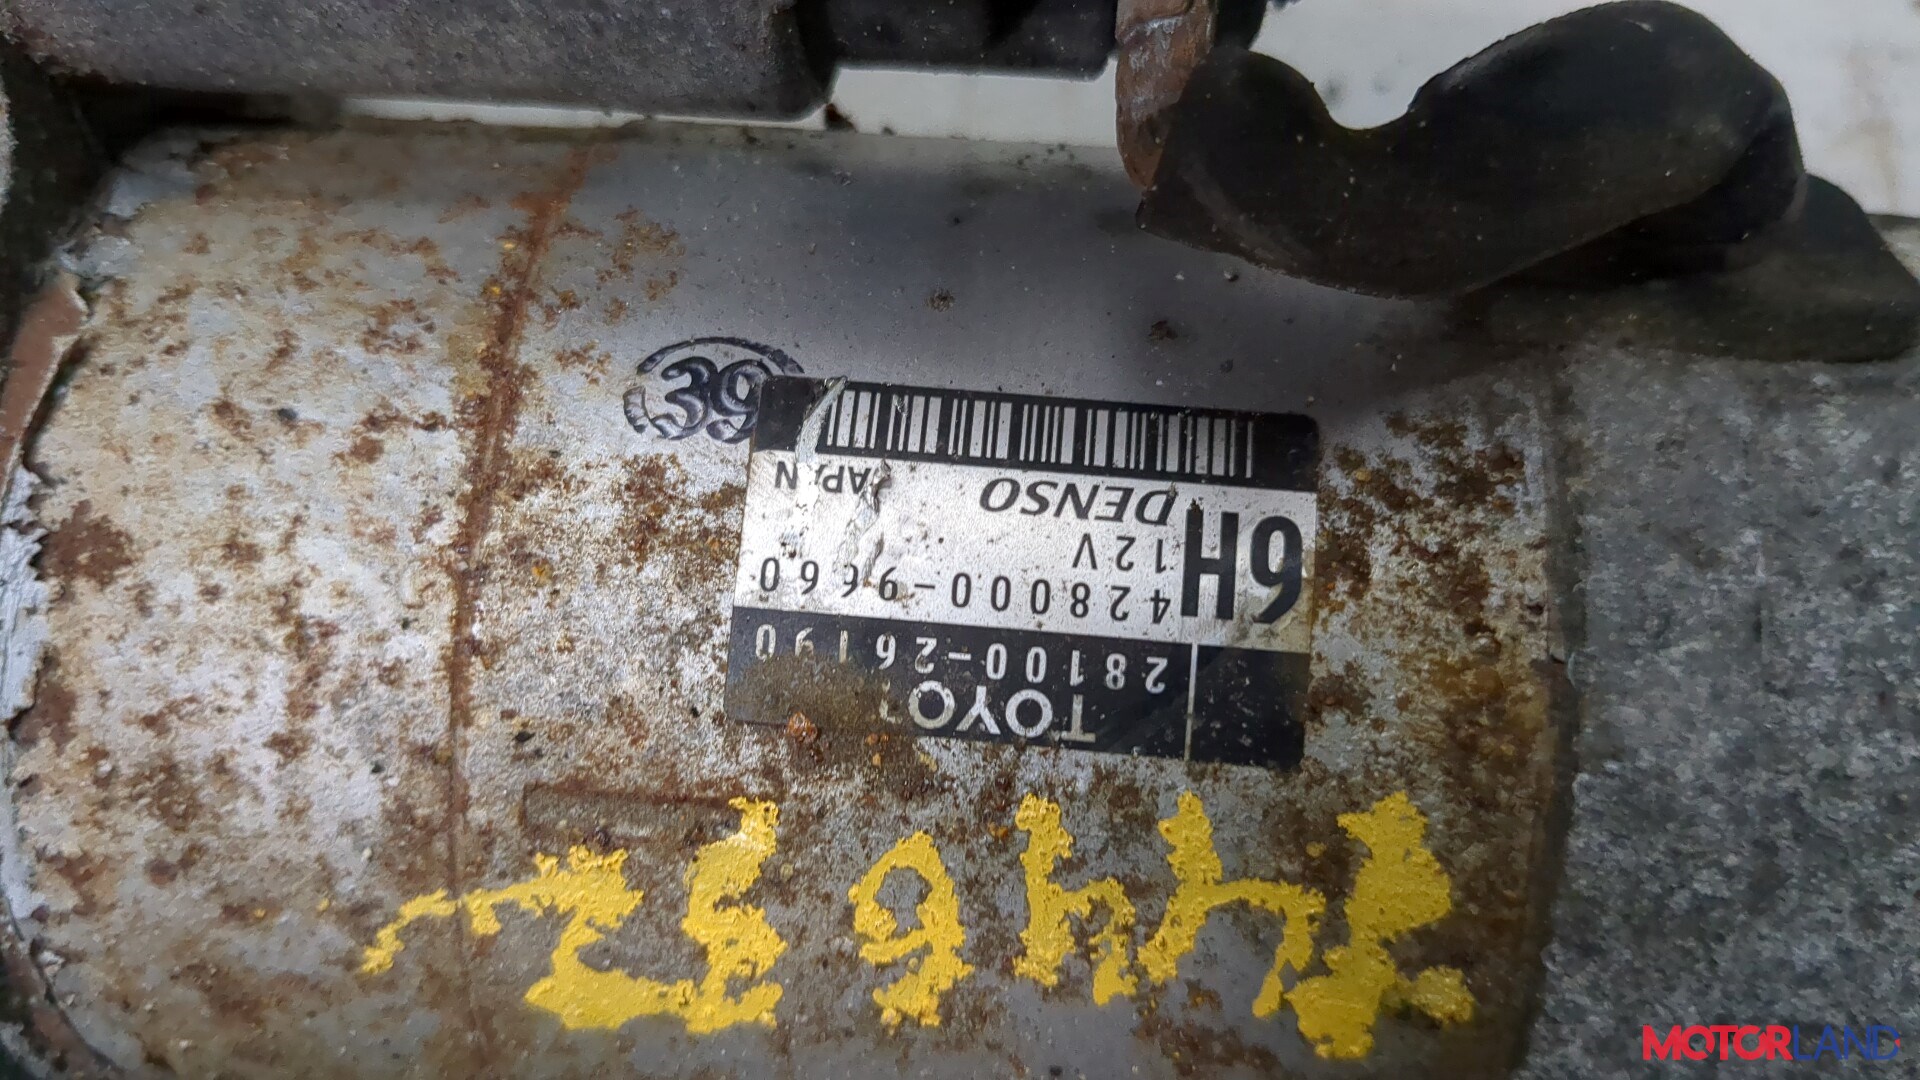 39
TOYO
28100-26190
6H
428000-9660
12V
DENSO
MOTORLAND